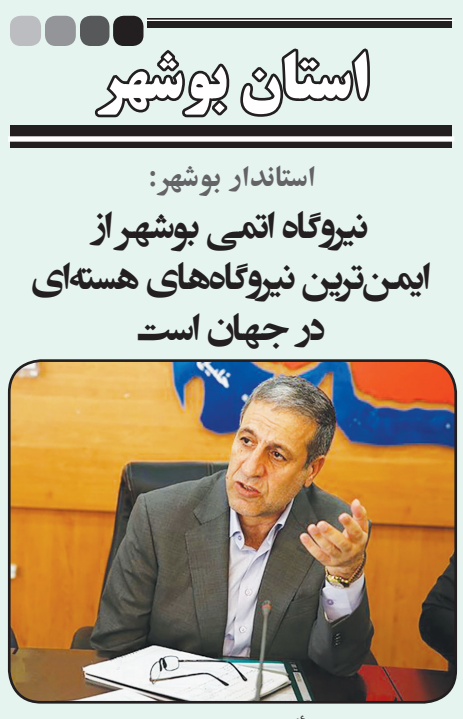 استان بوشهر
استاندار بوشهر:
نیروگاه اتمی بوشهر از
ایمن‌ترین نیروگاه‌های هسته‌ای
در جهان است